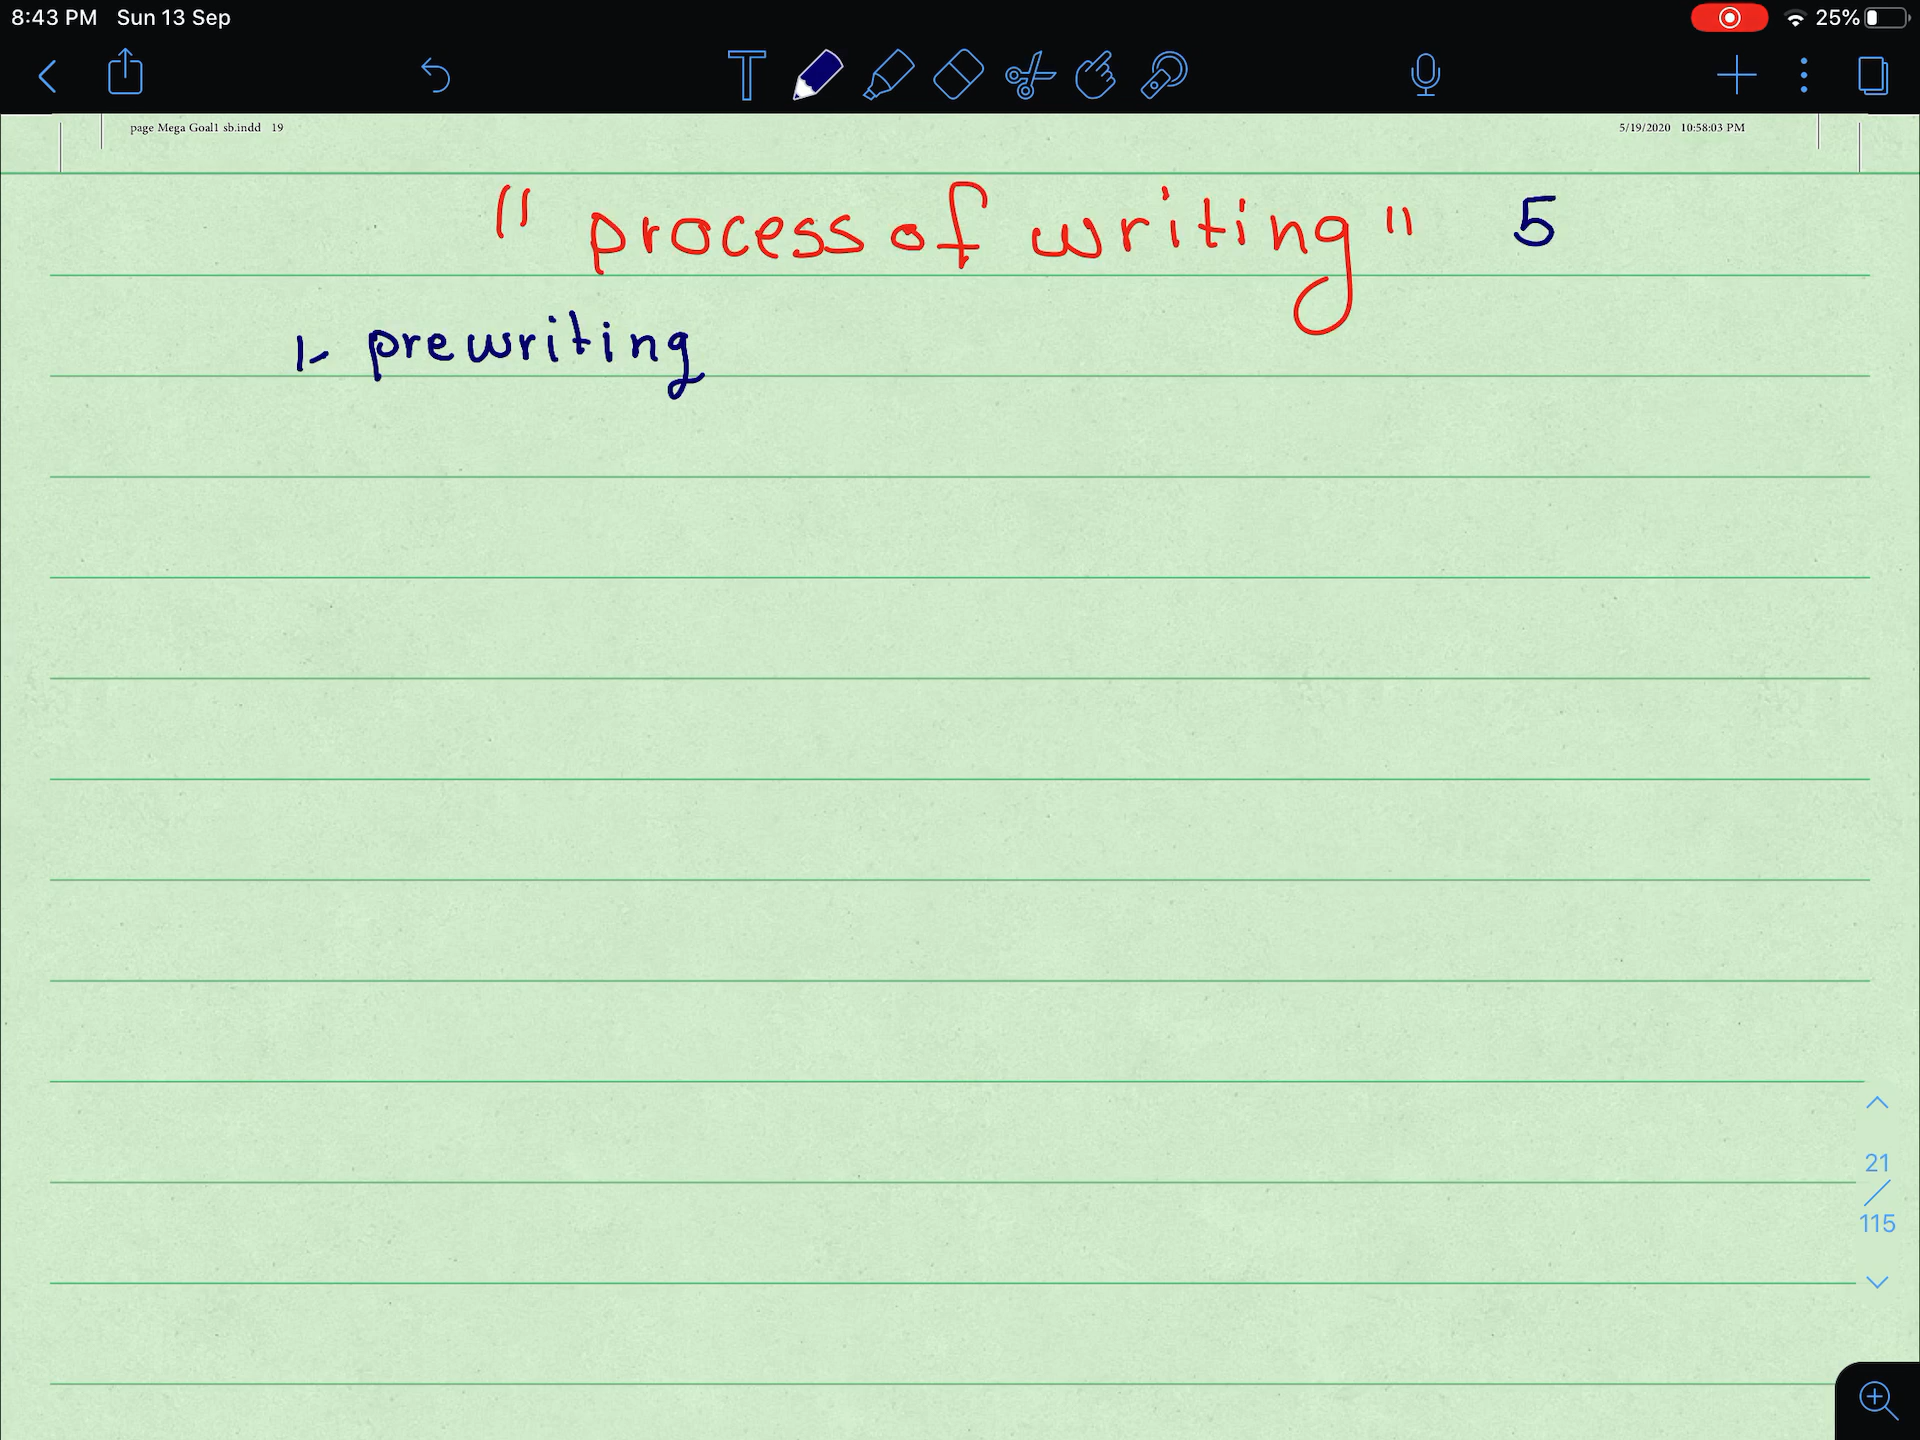 8:43 PM Sun 13 Sep 25%
T
page Mega Goal1 sb.indd 19 5/19/2020 10:58:03 PM
" process of writing " 5
1- prewriting
21
/
115